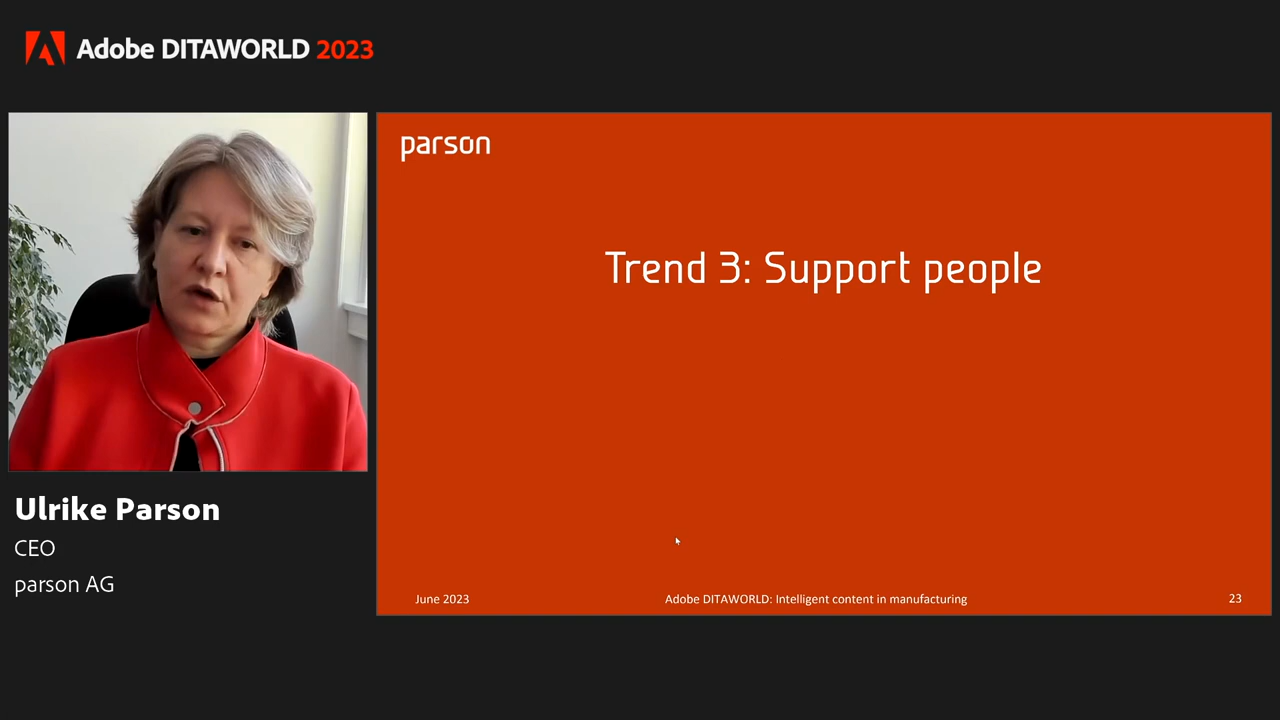 Adobe DITAWORLD 2023
parson
Trend 3: Support people
Ulrike Parson
CEO
parson AG
June 2023
Adobe DITAWORLD: Intelligent content in manufacturing
23